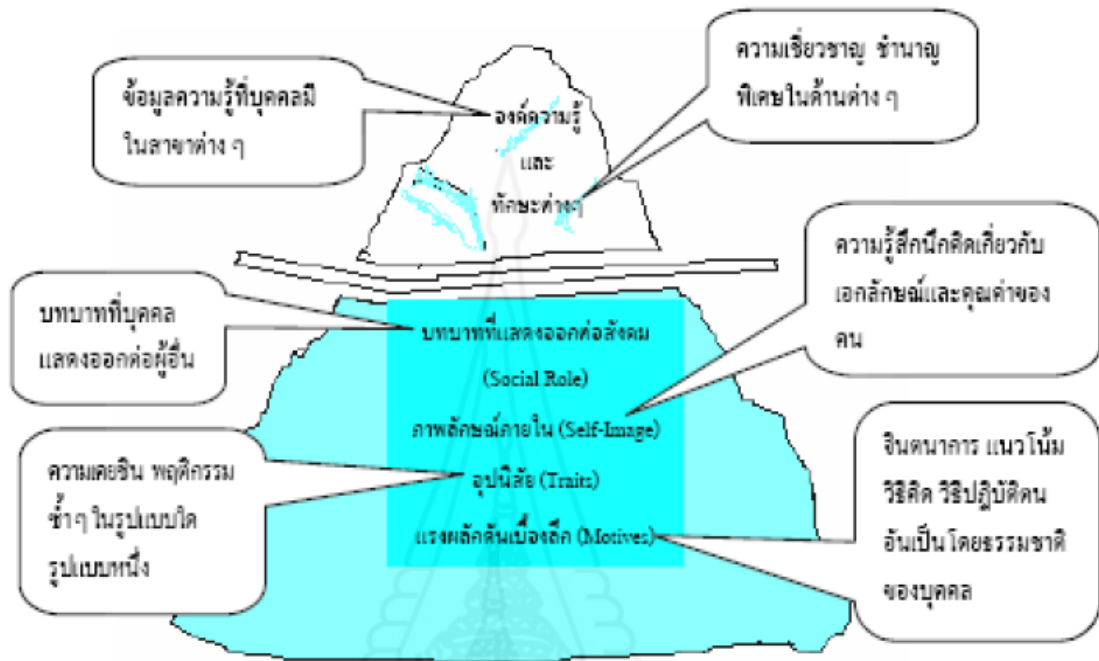 ข้อมูลความรู้ที่บุคคลมี
ในสาขาต่าง ๆ
องค์ความรู้
และ
ทักษะต่างๆ
ความเชี่ยวชาญ ชำนาญ
พิเศษในด้านต่าง ๆ
บทบาทที่บุคคล
แสดงออกต่อผู้อื่น
บทบาทที่แสดงออกต่อสังคม
(Social Role)
ภาพลักษณ์ภายใน (Self-Image)
อุปนิสัย (Traits)
แรงผลักดันเบื้องลึก (Motives)
ความรู้สึกนึกคิดเกี่ยวกับ
เอกลักษณ์และคุณค่าของ
คน
ความเคยชิน พฤติกรรม
ซ้ำๆ ในรูปแบบใด
รูปแบบหนึ่ง
จินตนาการ แนวโน้ม
วิธีคิด วิธีปฏิบัติตน
อันเป็นโดยธรรมชาติ
ของบุคคล